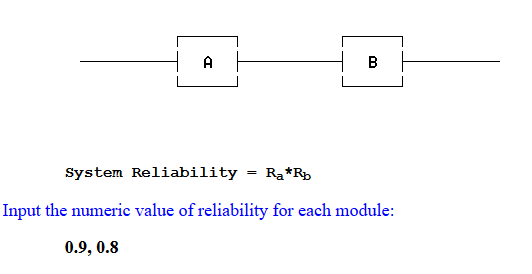 A B
System Reliability = Ra*Rb
Input the numeric value of reliability for each module:
0.9, 0.8